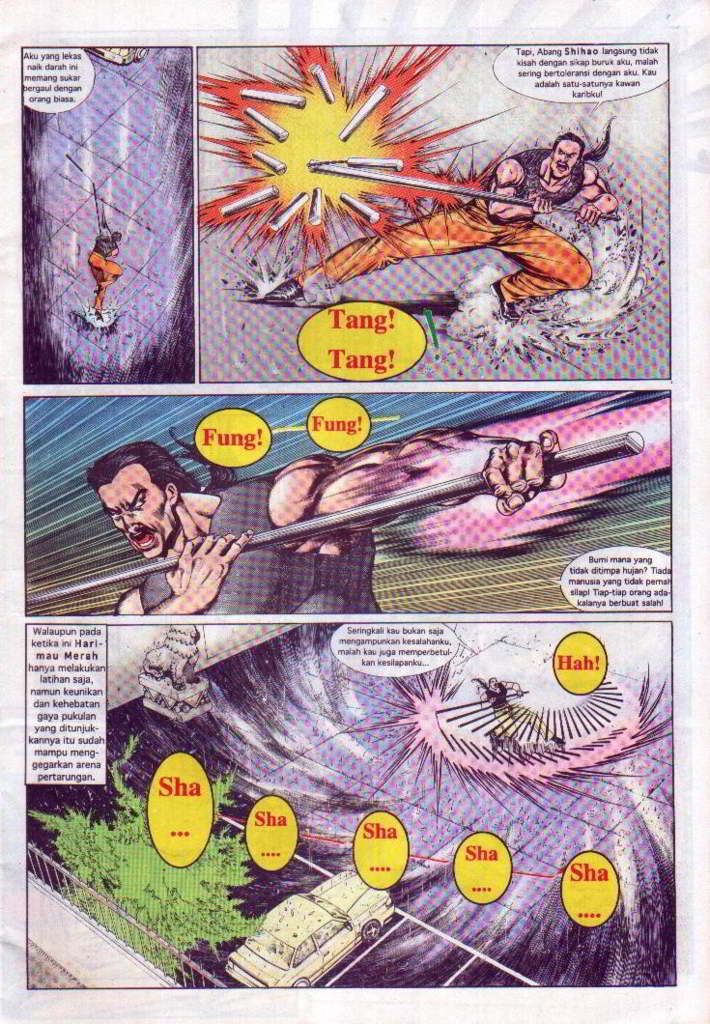 Aku yang lekas
naik darah ini
memang sukar
bergaul dengan
orang biasa.
Tapi, Abang Shihao langsung tidak
kisah dengan sikap buruk aku, malah
sering bertoleransi dengan aku. Kau
adalah satu-satunya kawan
karibku!
Tang!
Tang!
Fung!
Fung!
Bumi mana yang
tidak ditimpa hujan? Tiada
manusia yang tidak pernah
silap! Tiap-tiap orang ada-
kalanya berbuat salah!
Walaupun pada
ketika ini Hari-
mau Merah
hanya melakukan
latihan saja,
namun keunikan
dan kehebatan
gaya pukulan
yang ditunjuk-
kannya itu sudah
mampu meng-
gegarkan arena
pertarungan.
Seringkali kau bukan saja
mengampunkan kesalahanku,
malah kau juga memperbetul-
kan kesilapanku...
Hah!
Sha
...
Sha
....
Sha
....
Sha
....
Sha
....